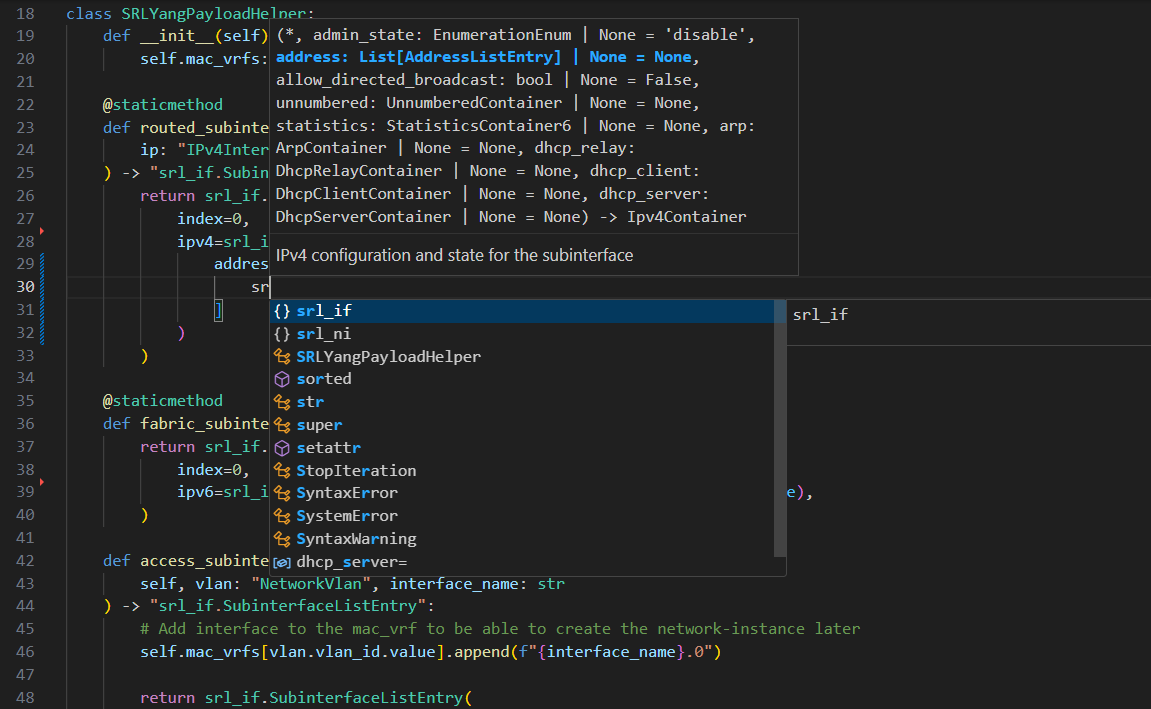 18 class SRLYangPayloadHelper:
19 def __init__(self)
20 self.mac_vrfs:
21
22 @staticmethod
23 def routed_subinte
24 ip: "IPv4Inter
25 ) -> "srl_if.Subin
26 return srl_if.
27 index=0,
28 ipv4=srl_i
29 addres
30 sr
31 ]
32 )
33 )
34
35 @staticmethod
36 def fabric_subinte
37 return srl_if.
38 index=0,
39 ipv6=srl_i e),
40 )
41
42 def access_subinte
43 self, vlan: "NetworkVlan", interface_name: str
44 ) -> "srl_if.SubinterfaceListEntry":
45 # Add interface to the mac_vrf to be able to create the network-instance later
46 self.mac_vrfs[vlan.vlan_id.value].append(f"{interface_name}.0")
47
48 return srl_if.SubinterfaceListEntry(
(*, admin_state: EnumerationEnum | None = 'disable',
address: List[AddressListEntry] | None = None,
allow_directed_broadcast: bool | None = False,
unnumbered: UnnumberedContainer | None = None,
statistics: StatisticsContainer6 | None = None, arp:
ArpContainer | None = None, dhcp_relay:
DhcpRelayContainer | None = None, dhcp_client:
DhcpClientContainer | None = None, dhcp_server:
DhcpServerContainer | None = None) -> Ipv4Container
IPv4 configuration and state for the subinterface
{} srl_if
{} srl_ni
SRLYangPayloadHelper
sorted
str
super
setattr
StopIteration
SyntaxError
SystemError
SyntaxWarning
dhcp_server=
srl_if